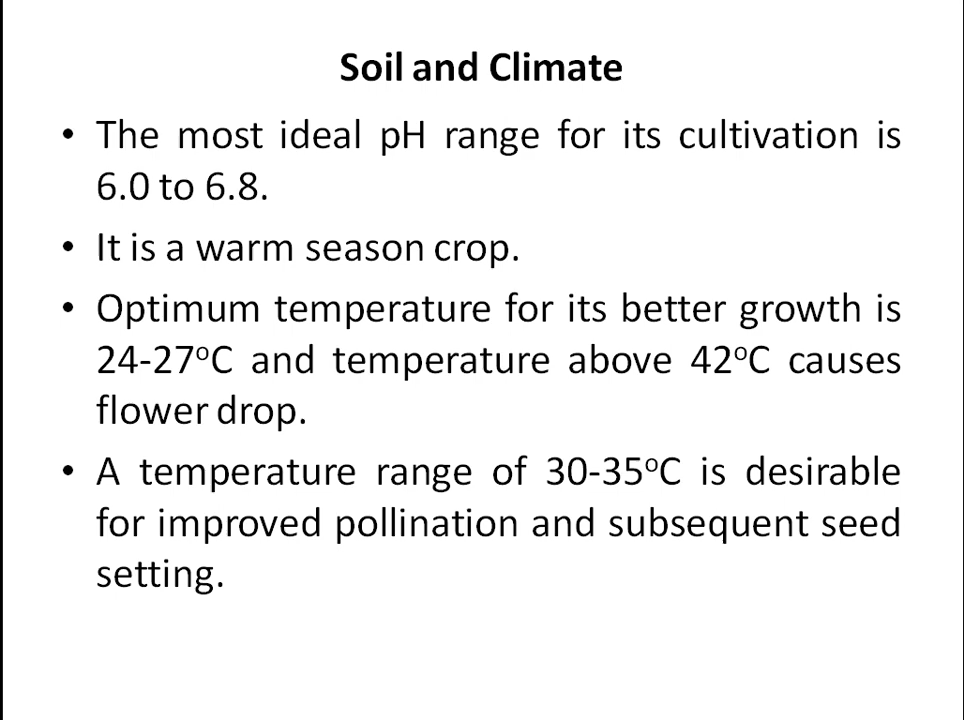 Soil and Climate
• The most ideal pH range for its cultivation is
6.0 to 6.8.
• It is a warm season crop.
• Optimum temperature for its better growth is
24-27ºC and temperature above 42ºC causes
flower drop.
• A temperature range of 30-35ºC is desirable
for improved pollination and subsequent seed
setting.